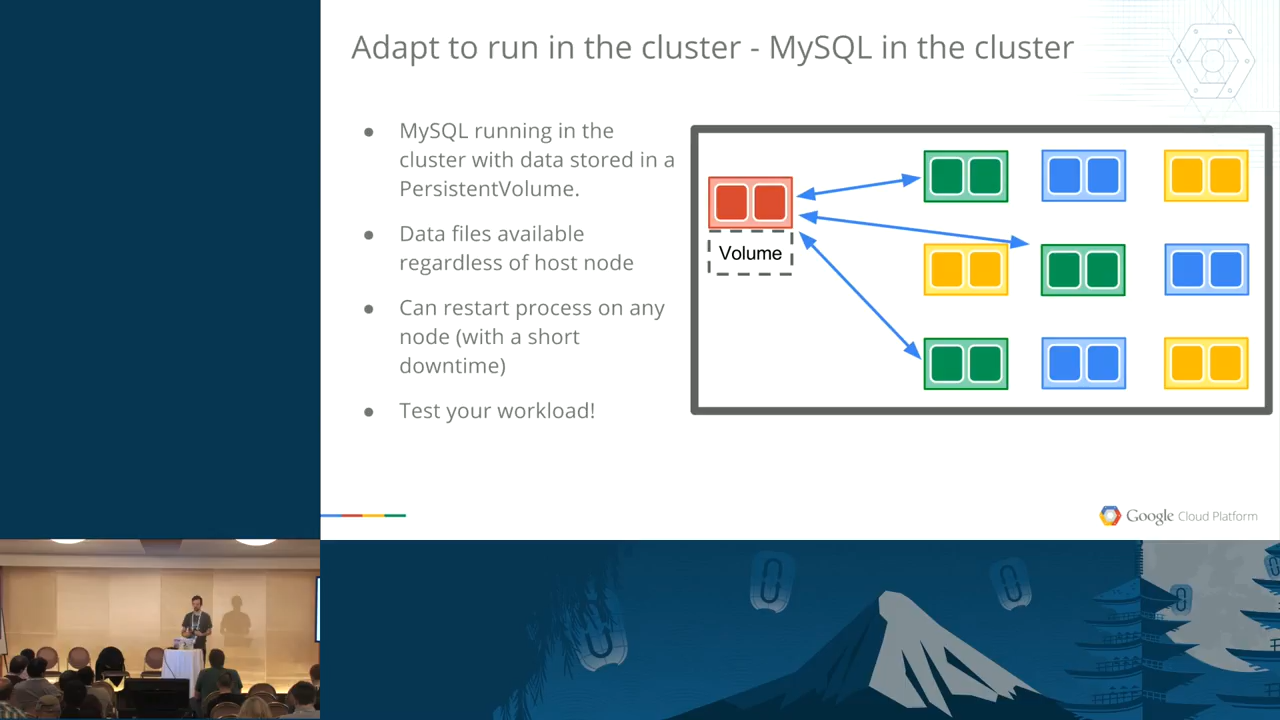 Adapt to run in the cluster - MySQL in the cluster
● MySQL running in the
cluster with data stored in a
PersistentVolume.
● Data files available
regardless of host node
● Can restart process on any
node (with a short
downtime)
● Test your workload!
Volume
Google Cloud Platform